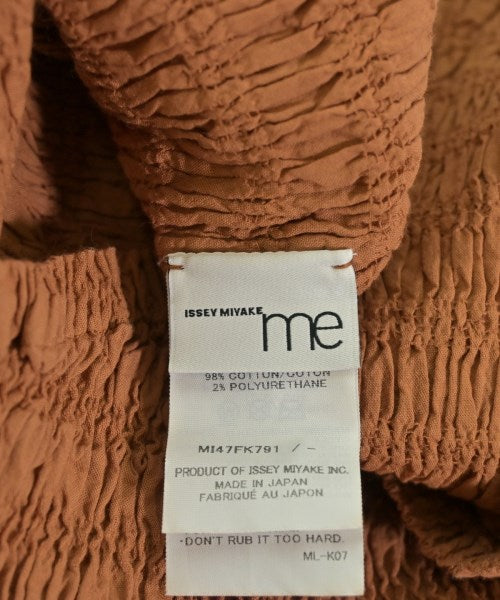 ISSEY MIYAKE
me
98% COTTON/COTON
2% POLYURETHANE
MI47FK791 / -
PRODUCT OF ISSEY MIYAKE INC.
MADE IN JAPAN
FABRIQUÉ AU JAPON
-DON'T RUB IT TOO HARD.
ML-K07